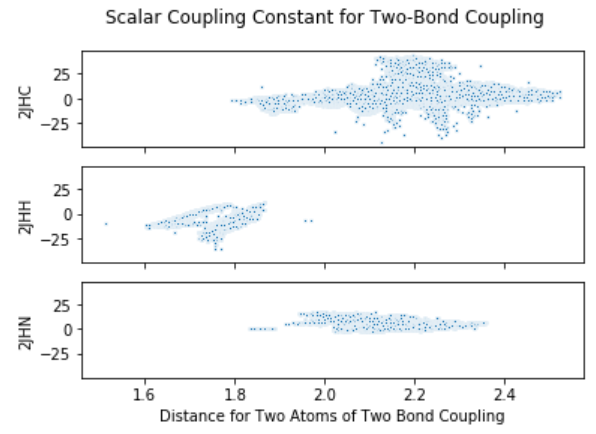 Scalar Coupling Constant for Two-Bond Coupling
2JHC
25
0
−25
2JHH
25
0
−25
2JHN
25
0
−25
1.6 1.8 2.0 2.2 2.4
Distance for Two Atoms of Two Bond Coupling